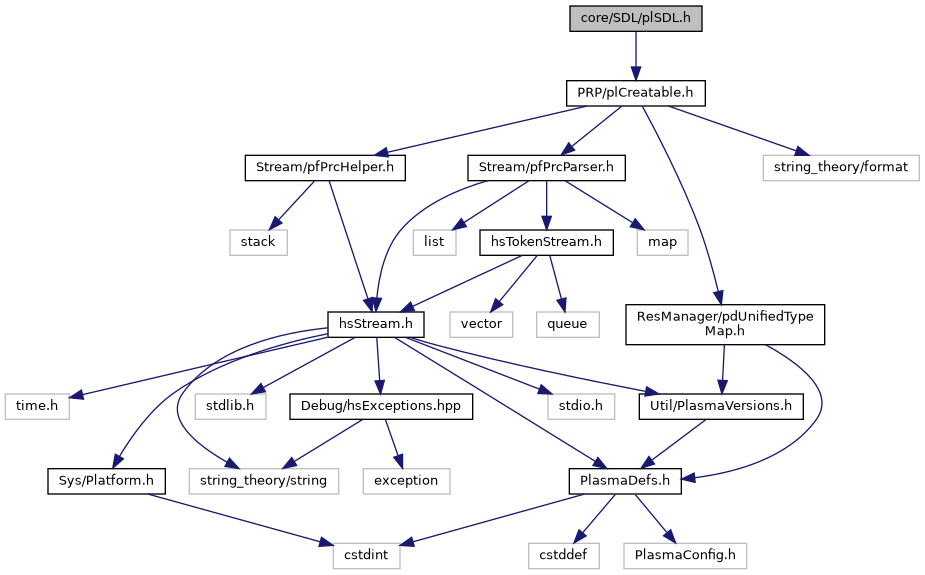 core/SDL/plSDL.h
PRP/plCreatable.h
Stream/pfPrcHelper.h
Stream/pfPrcParser.h
string_theory/format
stack
list
hsTokenStream.h
map
hsStream.h
vector
queue
ResManager/pdUnifiedType
Map.h
time.h
stdlib.h
Debug/hsExceptions.hpp
stdio.h
Util/PlasmaVersions.h
Sys/Platform.h
string_theory/string
exception
PlasmaDefs.h
cstdint
cstddef
PlasmaConfig.h